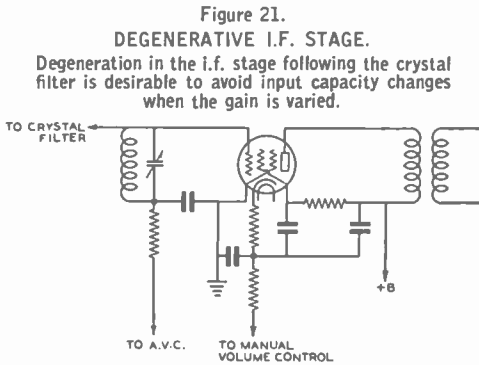 Figure 21.
DEGENERATIVE I.F. STAGE.
Degeneration in the i.f. stage following the crystal
filter is desirable to avoid input capacity changes
when the gain is varied.
TO CRYSTAL
FILTER
+B
TO A.V.C.
TO MANUAL
VOLUME CONTROL